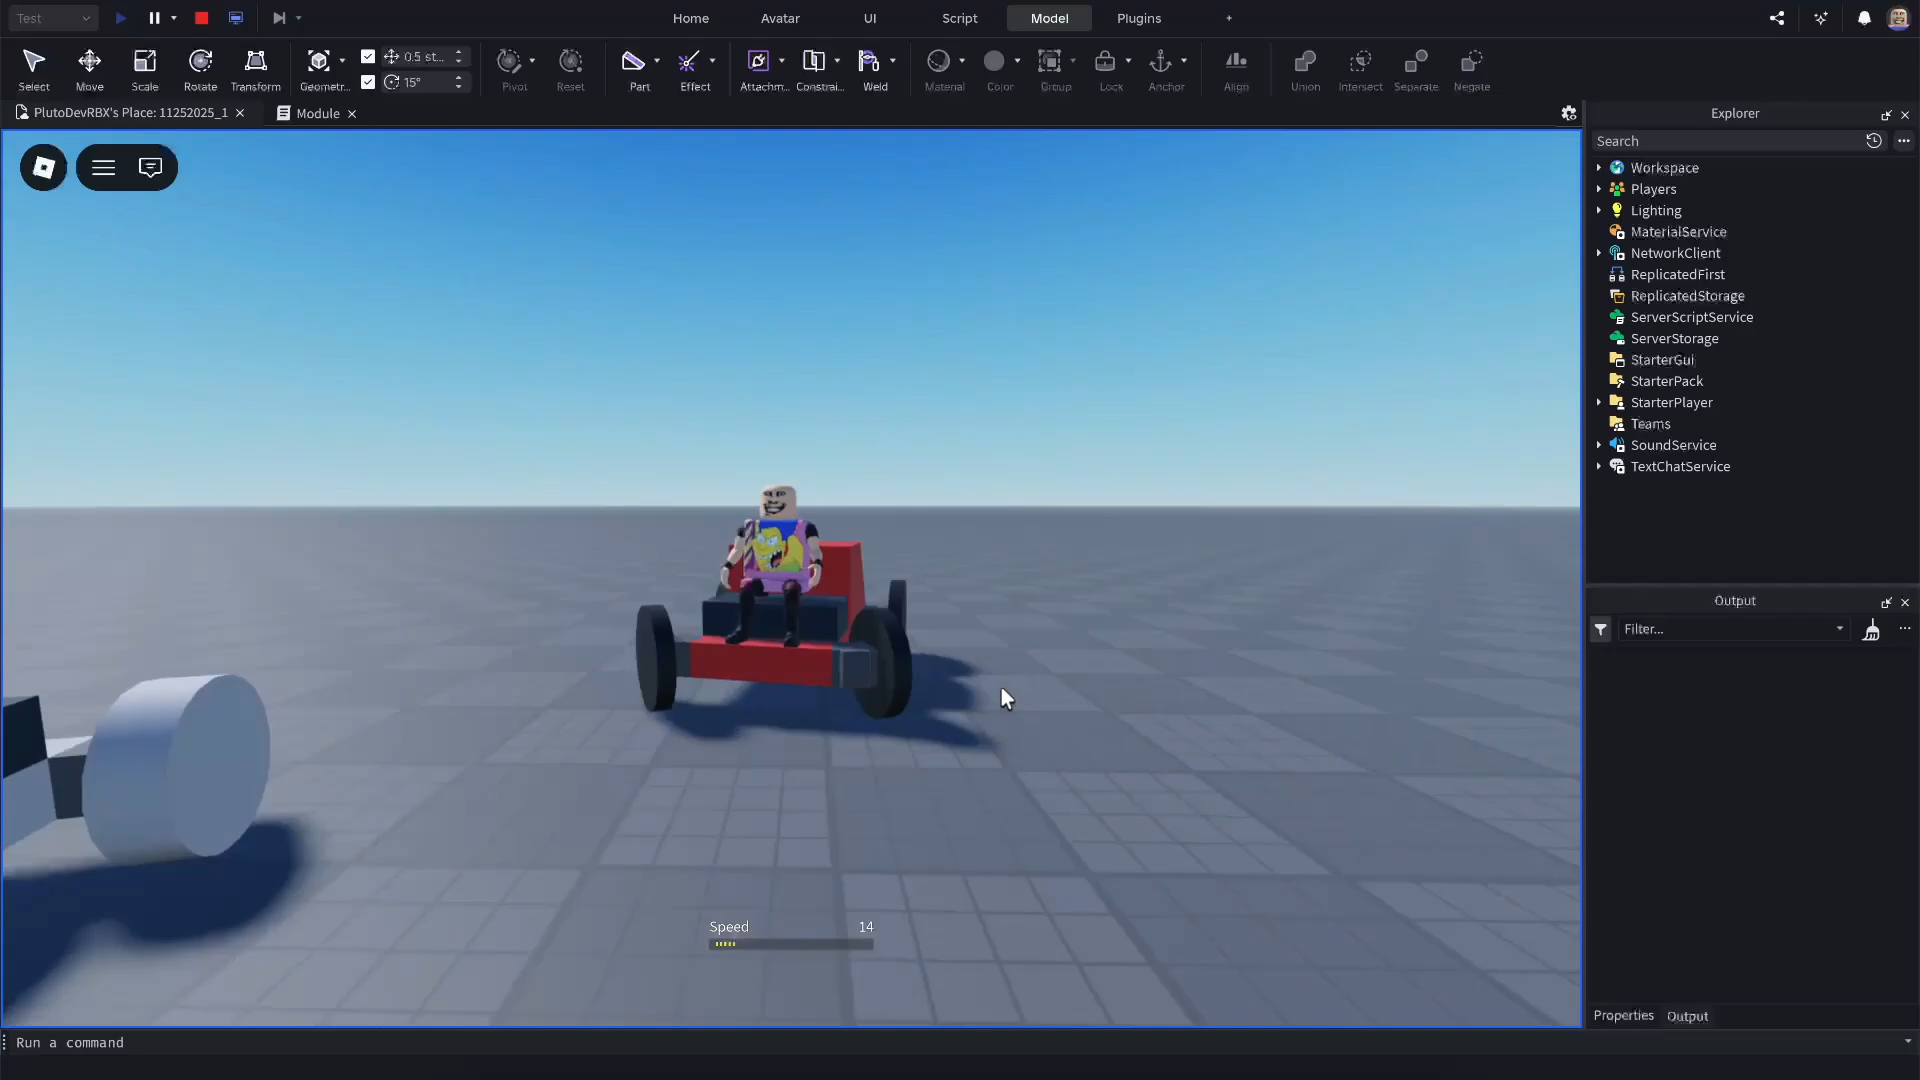 Test
Home
Avatar
UI
Script
Model
Plugins
+
Select
Move
Scale
Rotate
Transform
Geometr...
0.5 st...
15°
Pivot
Reset
Part
Effect
Attachm...
Constrai...
Weld
Material
Color
Group
Lock
Anchor
Align
Union
Intersect
Separate
Negate
PlutoDevRBX's Place: 11252025_1
Module
Explorer
Search
Workspace
Players
Lighting
MaterialService
NetworkClient
ReplicatedFirst
ReplicatedStorage
ServerScriptService
ServerStorage
StarterGui
StarterPack
StarterPlayer
Teams
SoundService
TextChatService
Output
Filter...
Speed 14
Properties
Output
Run a command